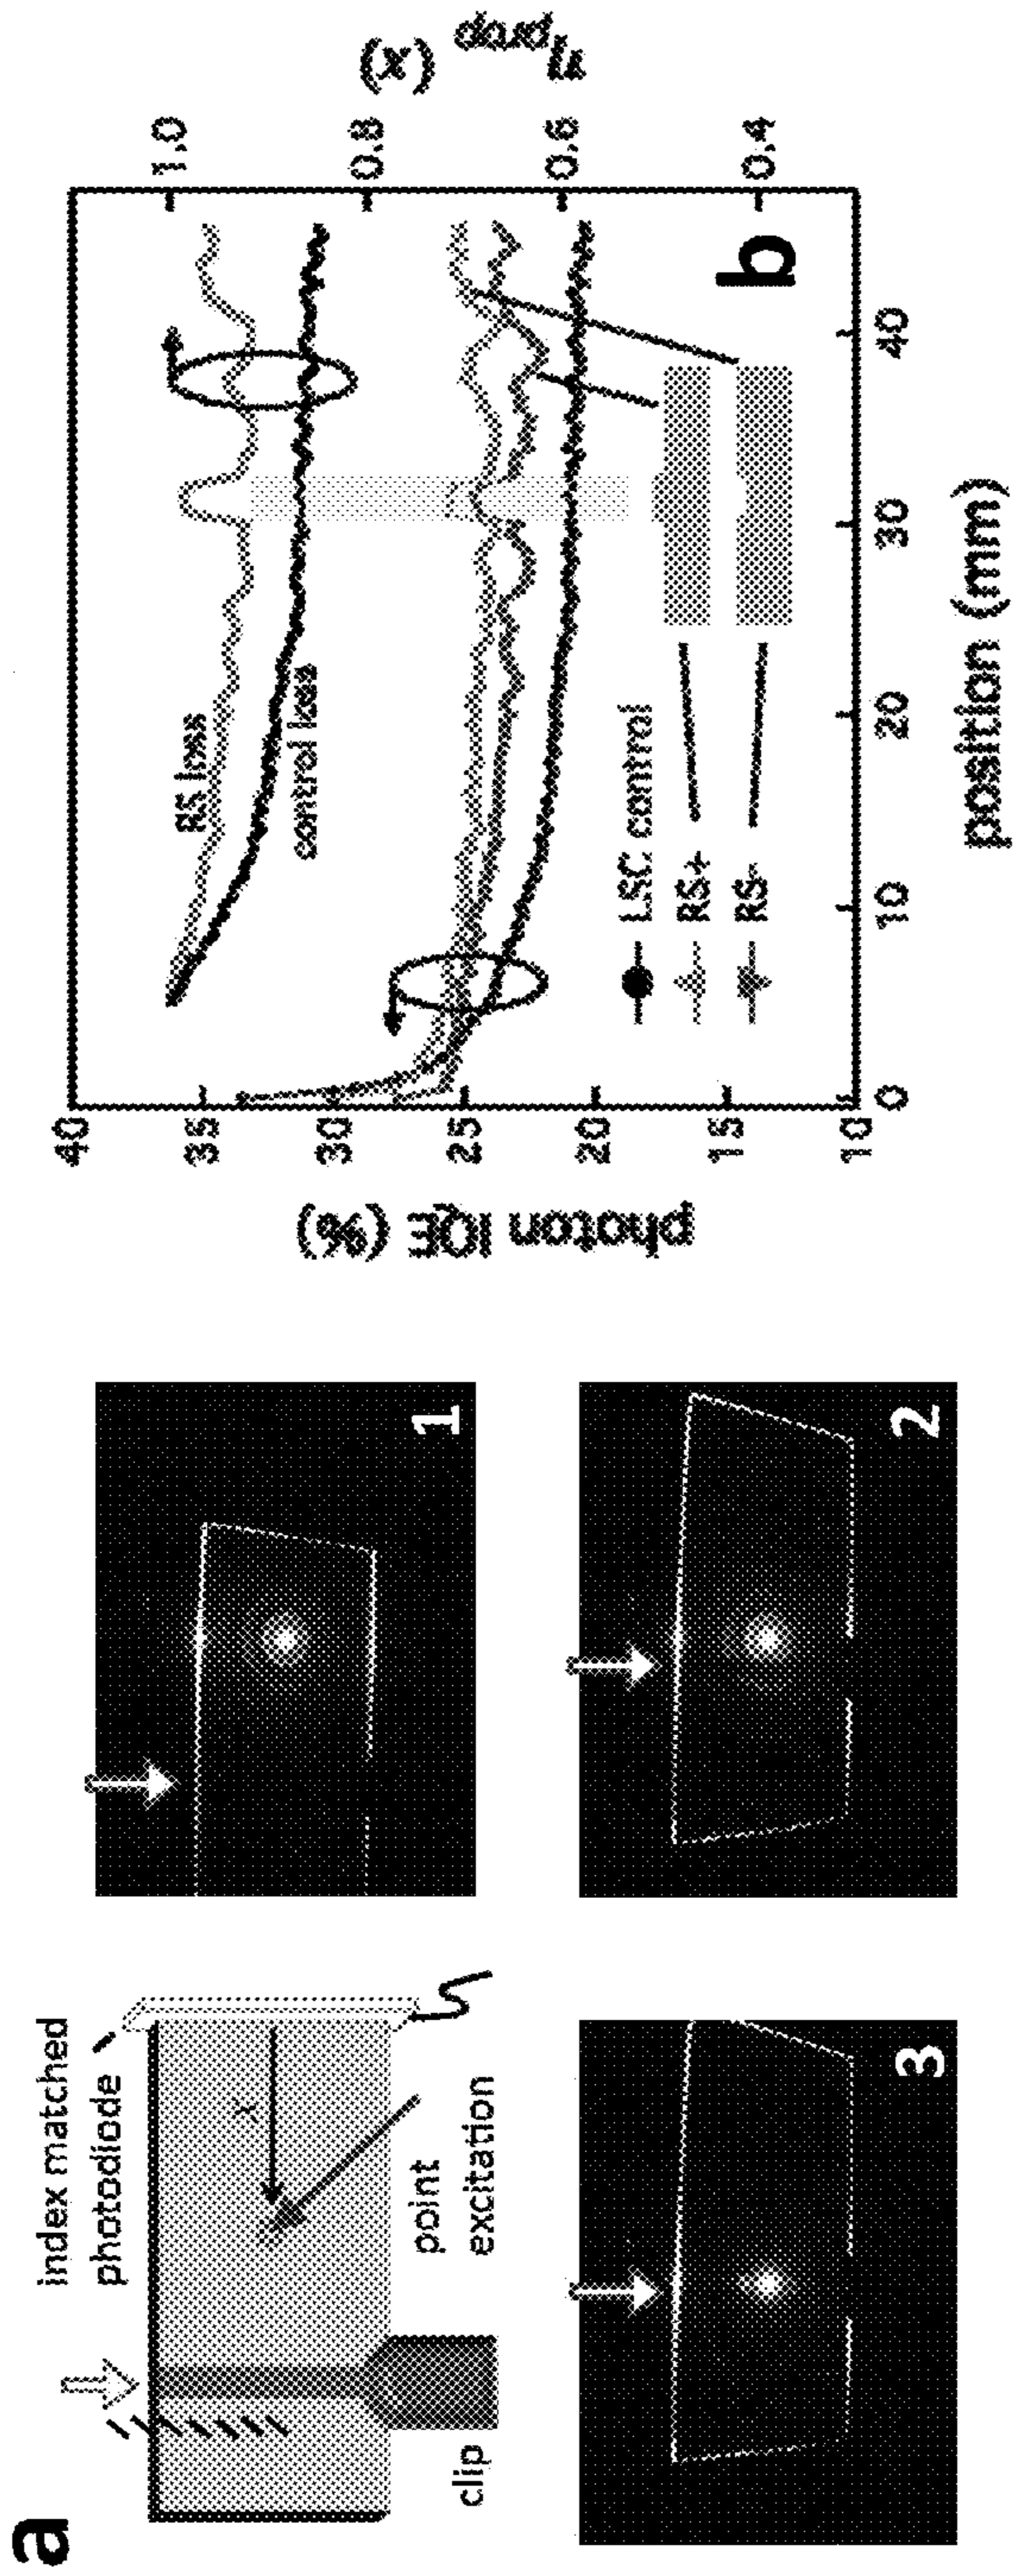 a
index matched
photodiode
x
point
excitation
clip
1
3
2
photon IQE (%)
40
35
30
25
20
15
10
RS loss
control loss
LSC control
RS+
RS-
b
0
10
20
30
40
position (mm)
1.0
0.8
0.6
0.4
ηprop (x)